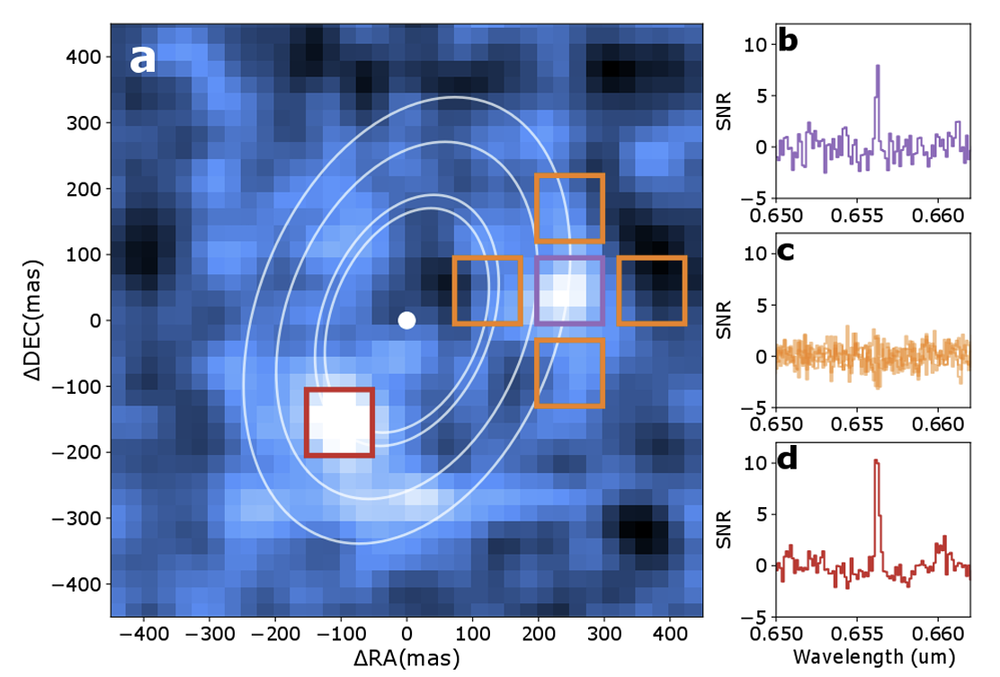 a
400
300
200
100
0
−100
−200
−300
−400
ΔDEC(mas)
−400 −300 −200 −100 0 100 200 300 400
ΔRA(mas)
b
10
5
0
−5
SNR
0.650 0.655 0.660
c
10
5
0
−5
SNR
0.650 0.655 0.660
d
10
5
0
−5
SNR
0.650 0.655 0.660
Wavelength (um)